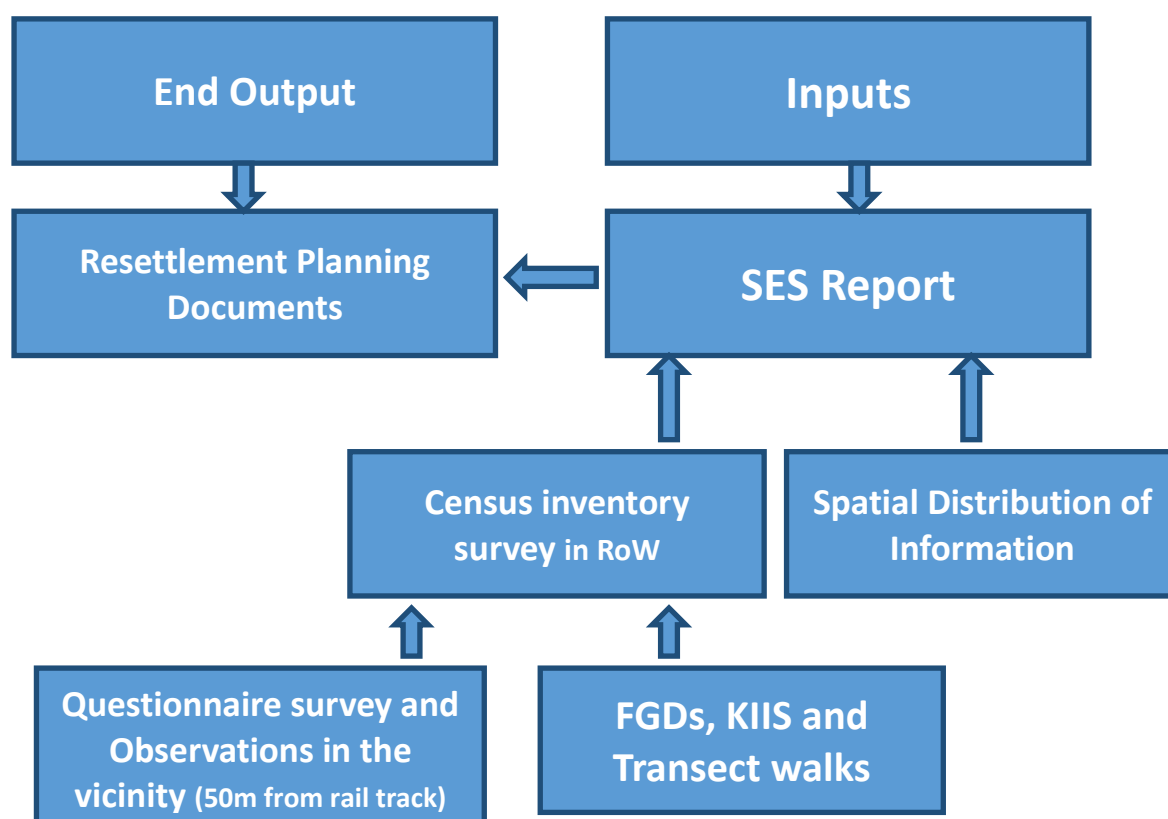 End Output
Inputs
Resettlement Planning
Documents
SES Report
Census inventory
survey in RoW
Spatial Distribution of
Information
Questionnaire survey and
Observations in the
vicinity (50m from rail track)
FGDs, KIIS and
Transect walks